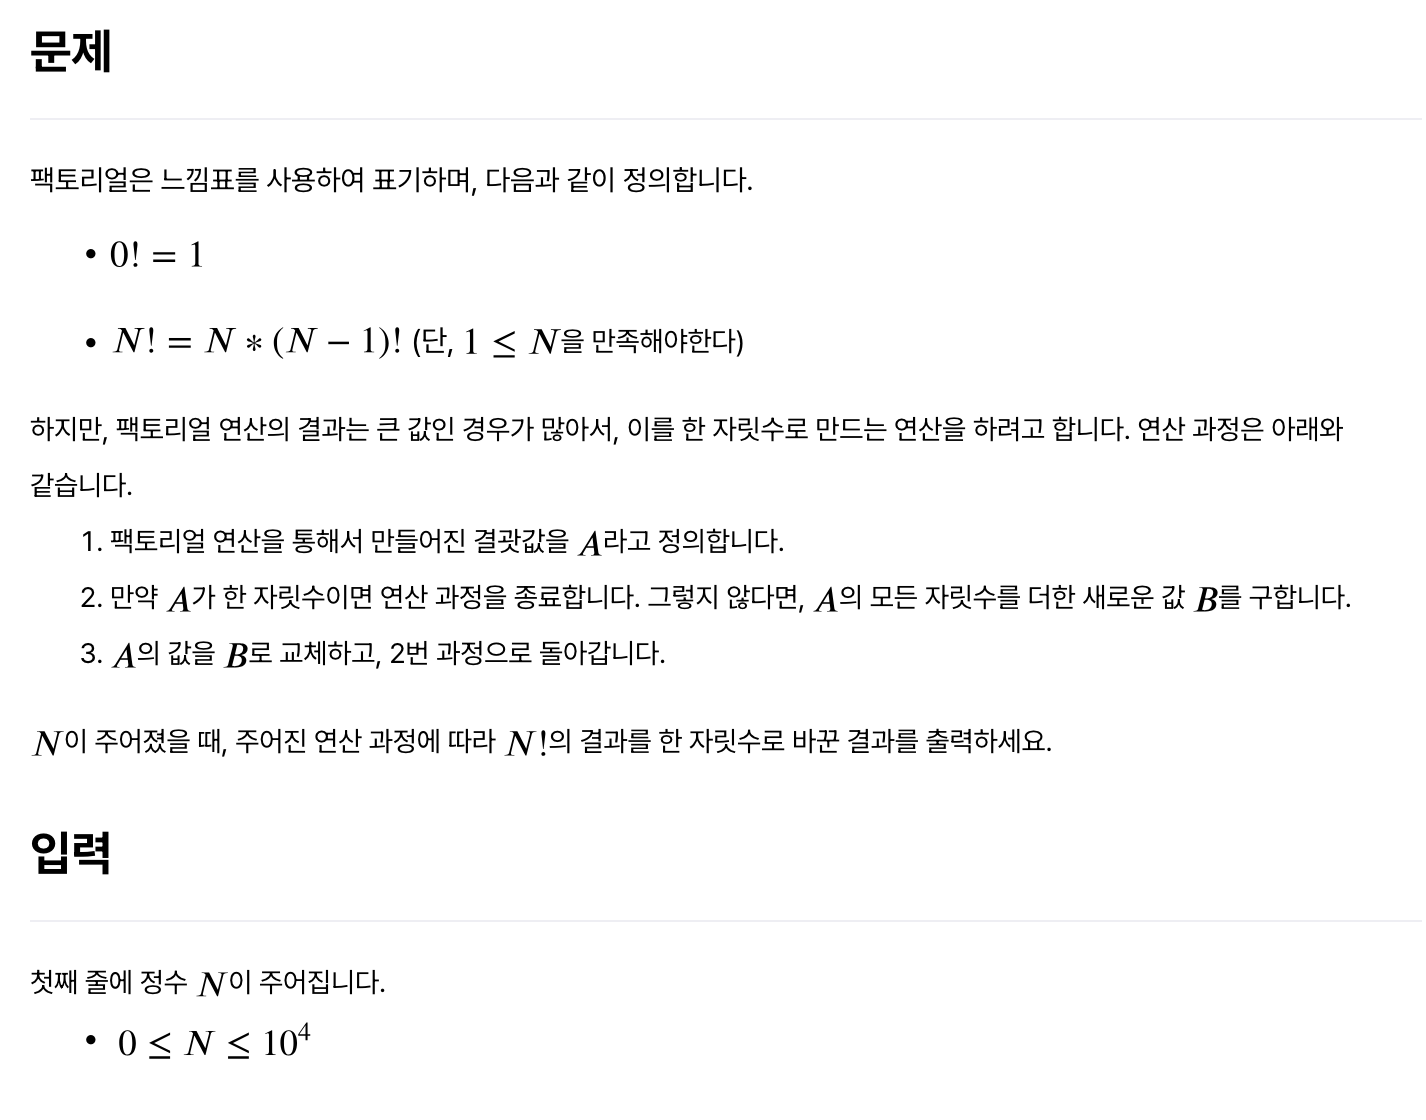 문제
팩토리얼은 느낌표를 사용하여 표기하며, 다음과 같이 정의합니다.
• 0! = 1
• N! = N * (N − 1)! (단, 1 ≤ N을 만족해야한다)
하지만, 팩토리얼 연산의 결과는 큰 값인 경우가 많아서, 이를 한 자릿수로 만드는 연산을 하려고 합니다. 연산 과정은 아래와
같습니다.
1. 팩토리얼 연산을 통해서 만들어진 결괏값을 A라고 정의합니다.
2. 만약 A가 한 자릿수이면 연산 과정을 종료합니다. 그렇지 않다면, A의 모든 자릿수를 더한 새로운 값 B를 구합니다.
3. A의 값을 B로 교체하고, 2번 과정으로 돌아갑니다.
N이 주어졌을 때, 주어진 연산 과정에 따라 N!의 결과를 한 자릿수로 바꾼 결과를 출력하세요.
입력
첫째 줄에 정수 N이 주어집니다.
• 0 ≤ N ≤ 10⁴